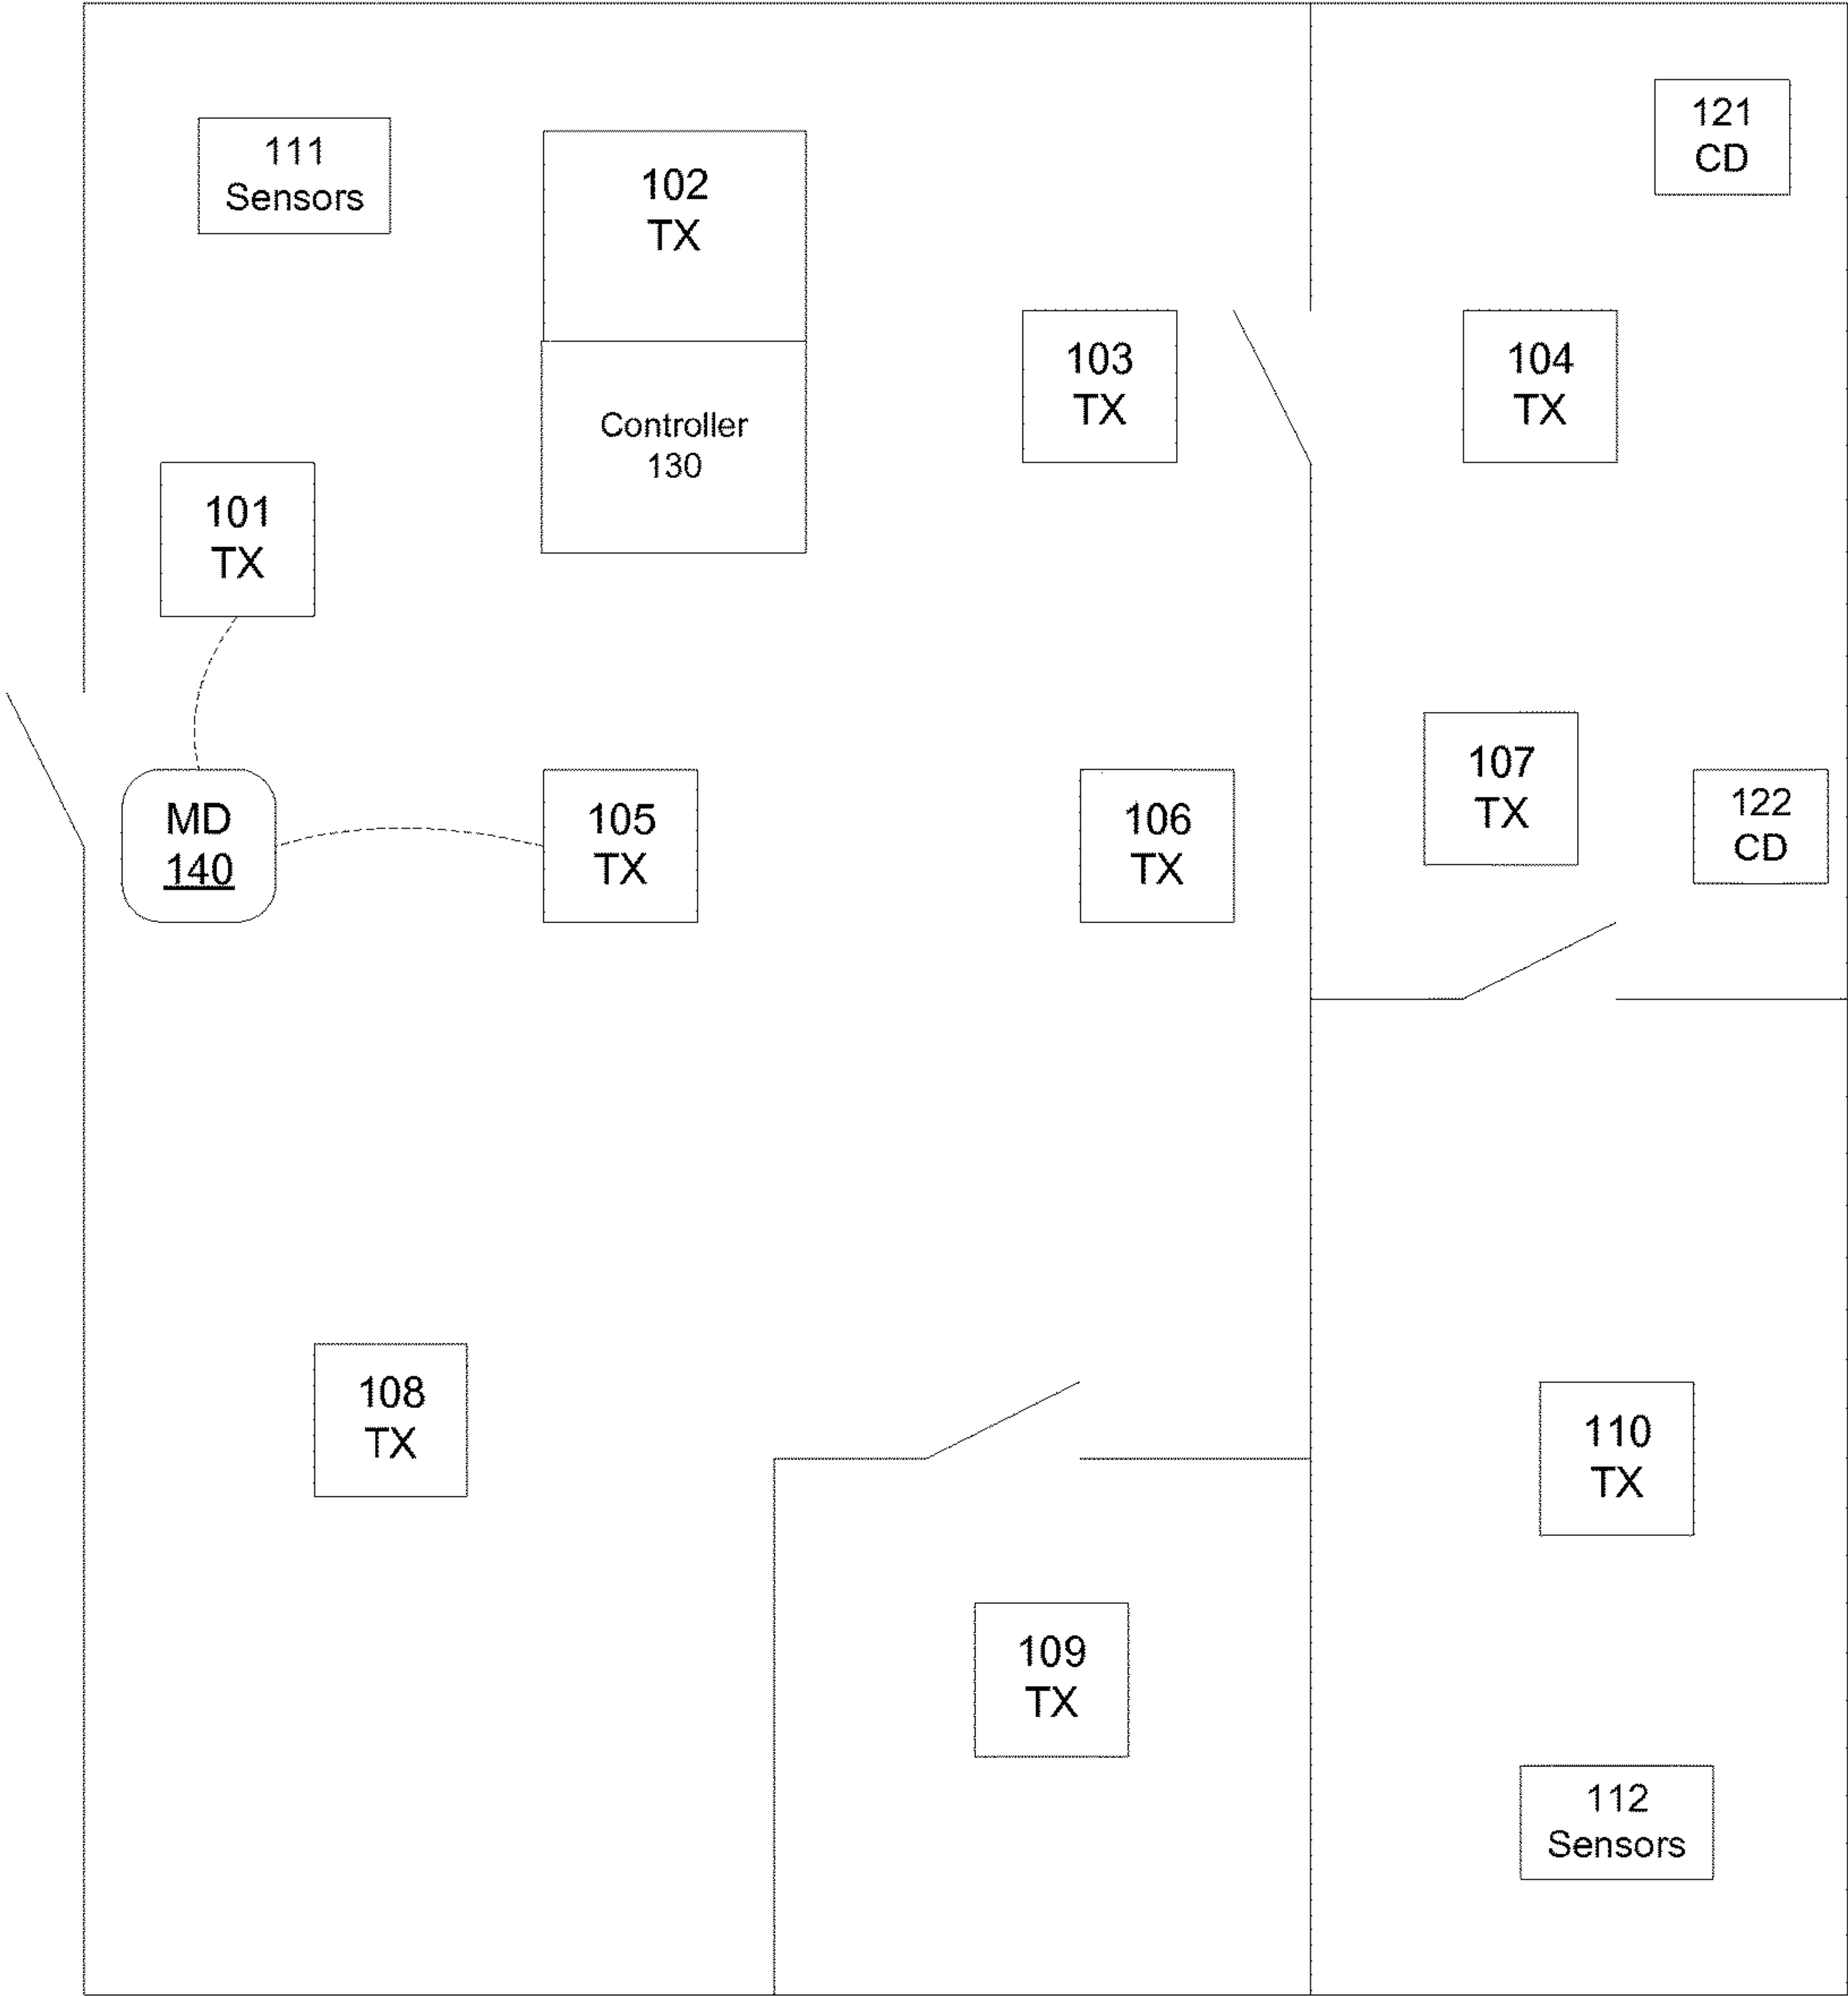 121
CD
111
Sensors
102
TX
103
TX
104
TX
Controller
130
101
TX
107
TX
MD
140
105
TX
106
TX
122
CD
108
TX
110
TX
109
TX
112
Sensors